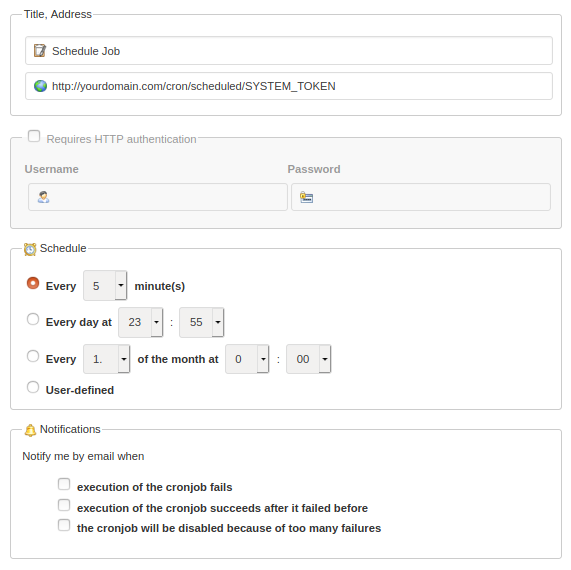 Title, Address
Schedule Job
http://yourdomain.com/cron/scheduled/SYSTEM_TOKEN
Requires HTTP authentication
Username Password
Schedule
Every 5 minute(s)
Every day at 23 : 55
Every 1. of the month at 0 : 00
User-defined
Notifications
Notify me by email when
execution of the cronjob fails
execution of the cronjob succeeds after it failed before
the cronjob will be disabled because of too many failures